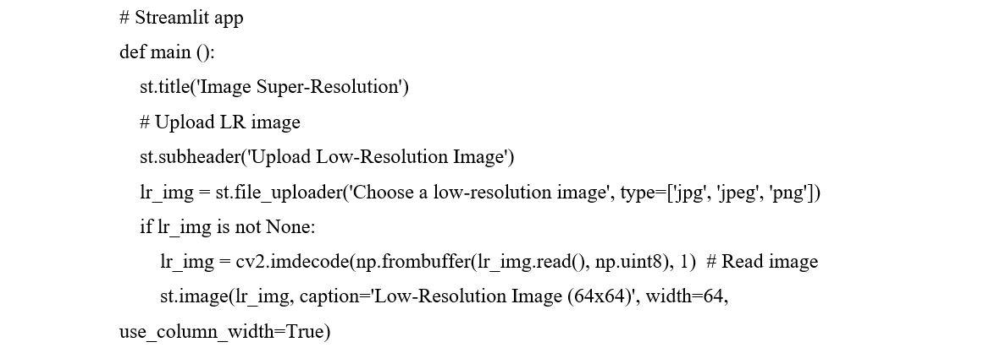 # Streamlit app
def main ():
st.title('Image Super-Resolution')
# Upload LR image
st.subheader('Upload Low-Resolution Image')
lr_img = st.file_uploader('Choose a low-resolution image', type=['jpg', 'jpeg', 'png'])
if lr_img is not None:
lr_img = cv2.imdecode(np.frombuffer(lr_img.read(), np.uint8), 1)  # Read image
st.image(lr_img, caption='Low-Resolution Image (64x64)', width=64,
use_column_width=True)